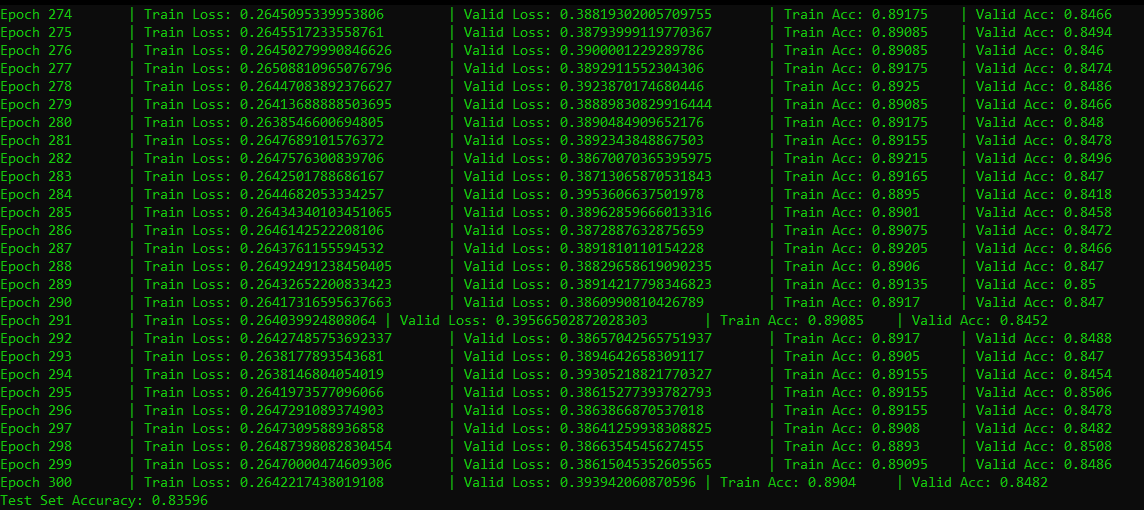 Epoch 274 | Train Loss: 0.2645095339953806 | Valid Loss: 0.38819302005709755 | Train Acc: 0.89175 | Valid Acc: 0.8466
Epoch 275 | Train Loss: 0.2645517233558761 | Valid Loss: 0.38793999119770367 | Train Acc: 0.89085 | Valid Acc: 0.8494
Epoch 276 | Train Loss: 0.26450279990846626 | Valid Loss: 0.3900001229289786 | Train Acc: 0.89085 | Valid Acc: 0.846
Epoch 277 | Train Loss: 0.26508810965076796 | Valid Loss: 0.3892911552304306 | Train Acc: 0.89175 | Valid Acc: 0.8474
Epoch 278 | Train Loss: 0.26447083892376627 | Valid Loss: 0.3923870174680446 | Train Acc: 0.8925 | Valid Acc: 0.8486
Epoch 279 | Train Loss: 0.26413688888503695 | Valid Loss: 0.38889830829916444 | Train Acc: 0.89085 | Valid Acc: 0.8466
Epoch 280 | Train Loss: 0.2638546600694805 | Valid Loss: 0.3890484909652176 | Train Acc: 0.89175 | Valid Acc: 0.848
Epoch 281 | Train Loss: 0.2647689101576372 | Valid Loss: 0.3892343848867503 | Train Acc: 0.89155 | Valid Acc: 0.8478
Epoch 282 | Train Loss: 0.2647576300839706 | Valid Loss: 0.38670070365395975 | Train Acc: 0.89215 | Valid Acc: 0.8496
Epoch 283 | Train Loss: 0.26425017886861​67 | Valid Loss: 0.38713065870531843 | Train Acc: 0.89165 | Valid Acc: 0.847
Epoch 284 | Train Loss: 0.2644682053334257 | Valid Loss: 0.3953606637501978 | Train Acc: 0.8895 | Valid Acc: 0.8418
Epoch 285 | Train Loss: 0.26434340103451065 | Valid Loss: 0.38962859666013316 | Train Acc: 0.8901 | Valid Acc: 0.8458
Epoch 286 | Train Loss: 0.2646142522208106 | Valid Loss: 0.3872887632875659 | Train Acc: 0.89075 | Valid Acc: 0.8472
Epoch 287 | Train Loss: 0.2643761155594532 | Valid Loss: 0.3891810110154228 | Train Acc: 0.89205 | Valid Acc: 0.8466
Epoch 288 | Train Loss: 0.26492491238450405 | Valid Loss: 0.38829658619090235 | Train Acc: 0.8906 | Valid Acc: 0.847
Epoch 289 | Train Loss: 0.26432652200833423 | Valid Loss: 0.38914217798346823 | Train Acc: 0.89135 | Valid Acc: 0.85
Epoch 290 | Train Loss: 0.26417316595637663 | Valid Loss: 0.3860990810426789 | Train Acc: 0.8917 | Valid Acc: 0.847
Epoch 291 | Train Loss: 0.264039924808064 | Valid Loss: 0.39566502872028303 | Train Acc: 0.89085 | Valid Acc: 0.8452
Epoch 292 | Train Loss: 0.26427485753692337 | Valid Loss: 0.38657042565751937 | Train Acc: 0.8917 | Valid Acc: 0.8488
Epoch 293 | Train Loss: 0.2638177893543681 | Valid Loss: 0.3894642658309117 | Train Acc: 0.8905 | Valid Acc: 0.847
Epoch 294 | Train Loss: 0.2638146804054019 | Valid Loss: 0.39305218821770327 | Train Acc: 0.89155 | Valid Acc: 0.8454
Epoch 295 | Train Loss: 0.2641973577096066 | Valid Loss: 0.38615277393782793 | Train Acc: 0.89155 | Valid Acc: 0.8506
Epoch 296 | Train Loss: 0.2647291089374903 | Valid Loss: 0.3863866870537018 | Train Acc: 0.89155 | Valid Acc: 0.8478
Epoch 297 | Train Loss: 0.2647309588936858 | Valid Loss: 0.38641259938308825 | Train Acc: 0.8908 | Valid Acc: 0.8482
Epoch 298 | Train Loss: 0.26487398082830454 | Valid Loss: 0.3866354545627455 | Train Acc: 0.8893 | Valid Acc: 0.8508
Epoch 299 | Train Loss: 0.26470000474609306 | Valid Loss: 0.38615045352605565 | Train Acc: 0.89095 | Valid Acc: 0.8486
Epoch 300 | Train Loss: 0.2642217438019108 | Valid Loss: 0.393942060870596 | Train Acc: 0.8904 | Valid Acc: 0.8482
Test Set Accuracy: 0.83596